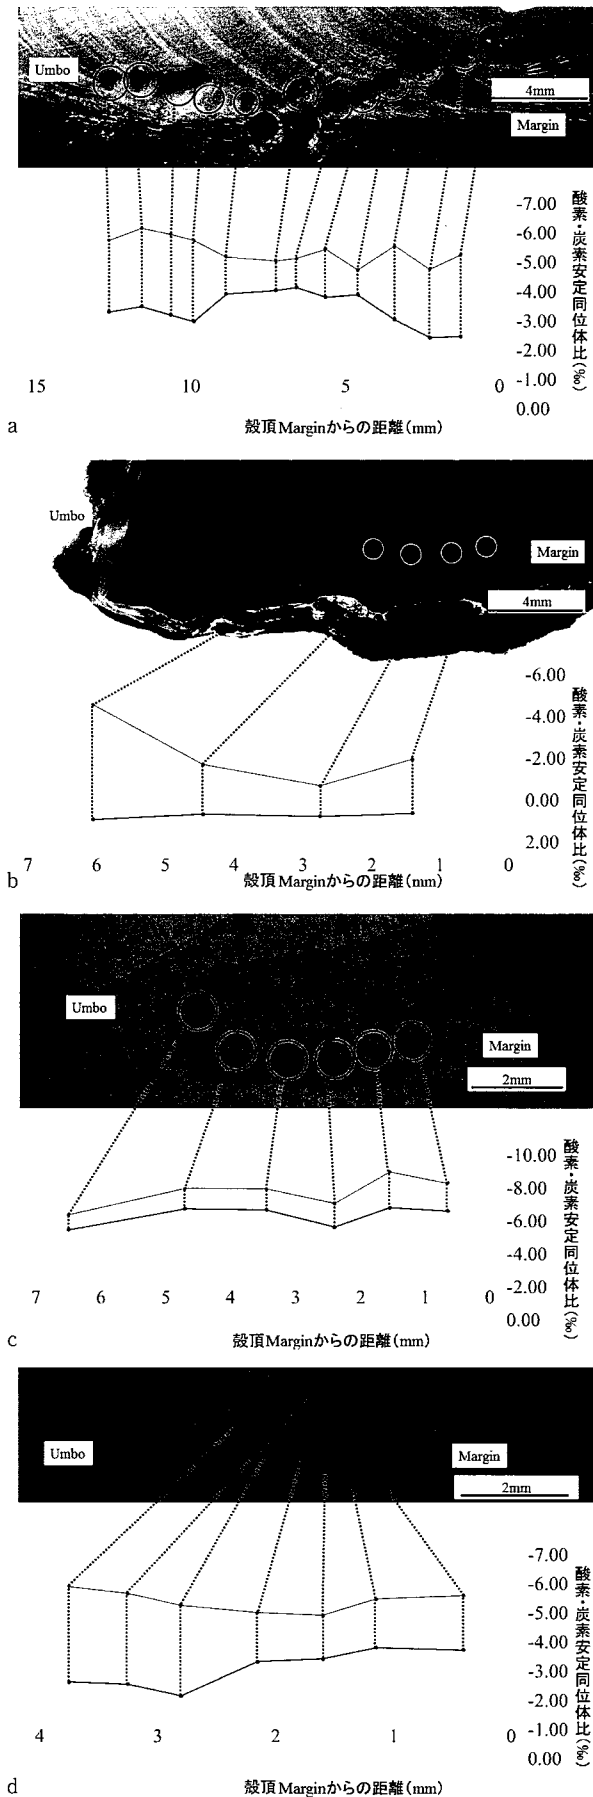 Umbo
4mm
Margin
-7.00
-6.00
-5.00
-4.00
-3.00
-2.00
-1.00
0.00
酸素・炭素安定同位体比(‰)
15 10 5 0
a
殻頂Marginからの距離(mm)
Umbo
Margin
4mm
-6.00
-4.00
-2.00
0.00
2.00
酸素・炭素安定同位体比(‰)
7 6 5 4 3 2 1 0
b
殻頂Marginからの距離(mm)
Umbo
Margin
2mm
-10.00
-8.00
-6.00
-4.00
-2.00
0.00
酸素・炭素安定同位体比(‰)
7 6 5 4 3 2 1 0
c
殻頂Marginからの距離(mm)
Umbo
Margin
2mm
-7.00
-6.00
-5.00
-4.00
-3.00
-2.00
-1.00
0.00
酸素・炭素安定同位体比(‰)
4 3 2 1 0
d
殻頂Marginからの距離(mm)